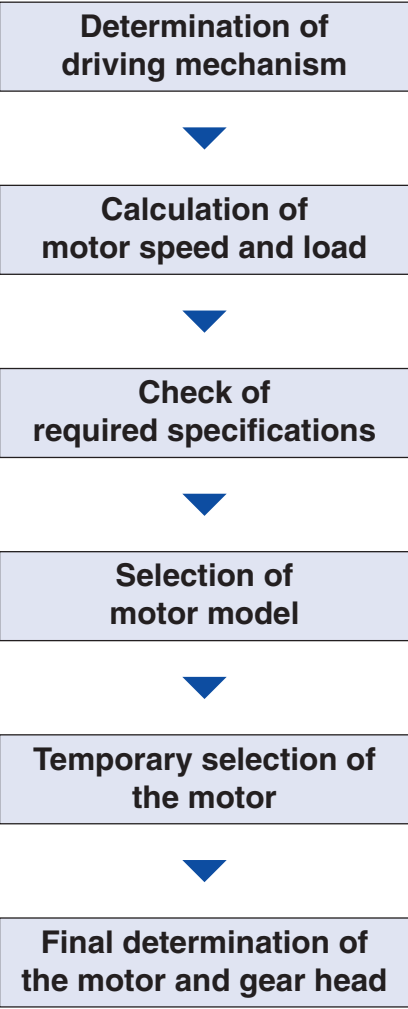 Determination of
driving mechanism
Calculation of
motor speed and load
Check of
required specifications
Selection of
motor model
Temporary selection of
the motor
Final determination of
the motor and gear head